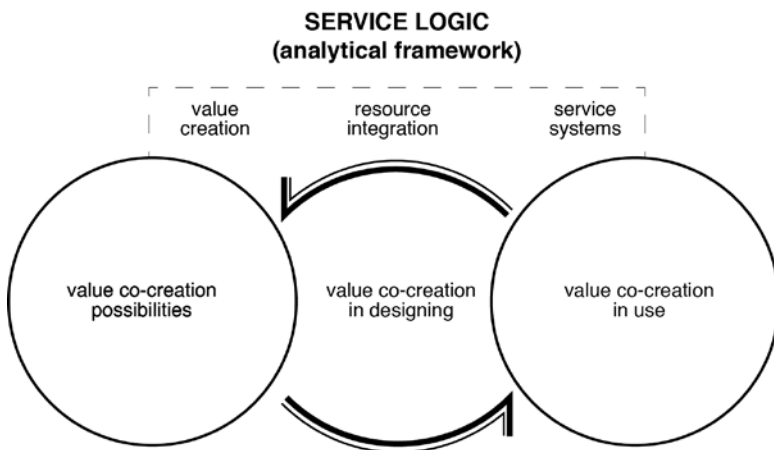 SERVICE LOGIC
(analytical framework)
value
creation
resource
integration
service
systems
value co-creation
possibilities
value co-creation
in designing
value co-creation
in use